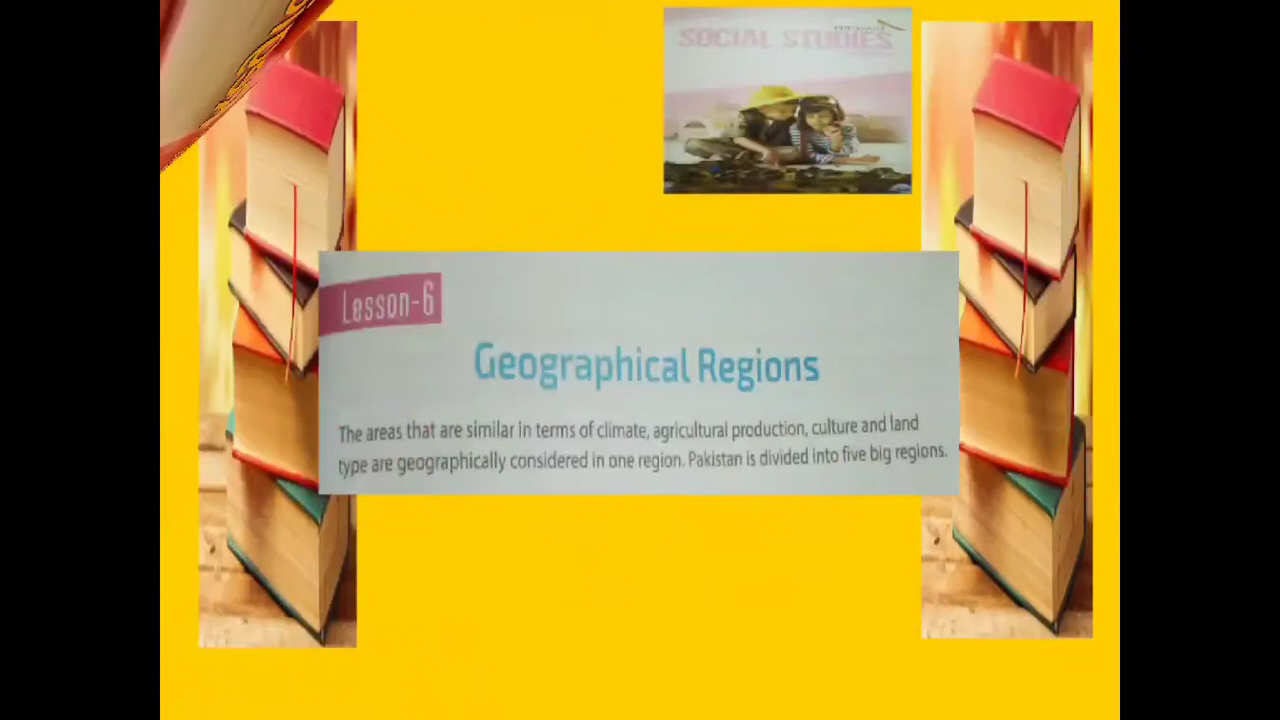 SOCIAL STUDIES
Lesson-6
Geographical Regions
The areas that are similar in terms of climate, agricultural production, culture and land
type are geographically considered in one region. Pakistan is divided into five big regions.